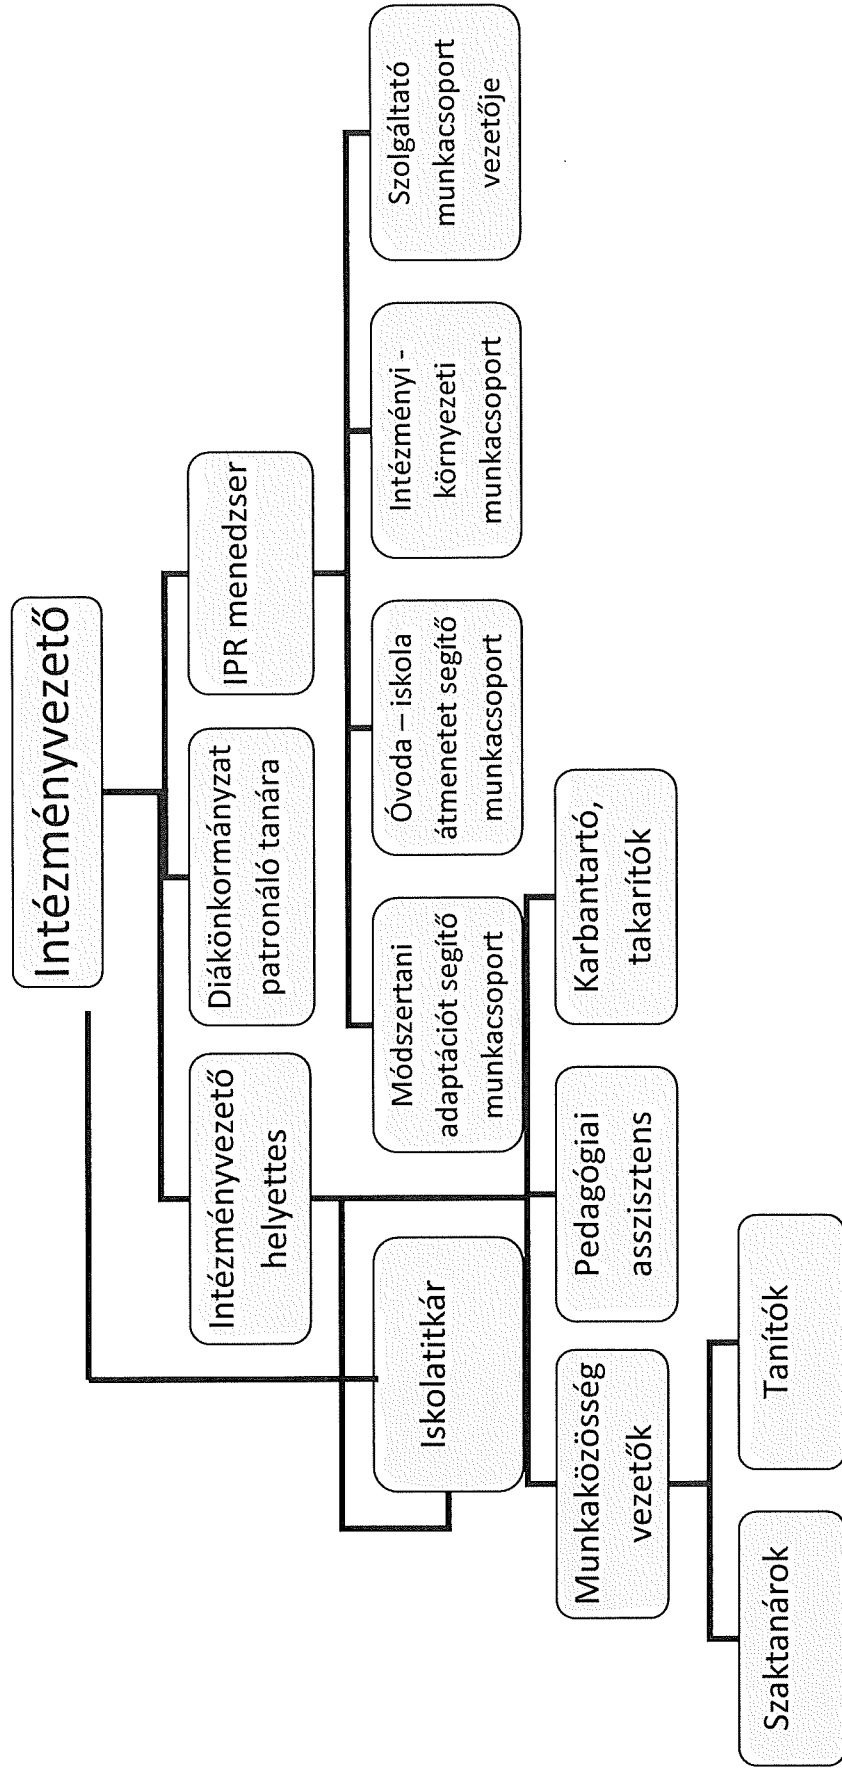 Intézményvezető
Intézményvezető
helyettes
Diákönkormányzat
patronáló tanára
IPR menedzser
Iskolatitkár
Módszertani
adaptációt segítő
munkacsoport
Óvoda – iskola
átmenetet segítő
munkacsoport
Intézményi -
környezeti
munkacsoport
Szolgáltató
munkacsoport
vezetője
Munkaközösség
vezetők
Pedagógiai
asszisztens
Karbantartó,
takarítók
Szaktanárok
Tanítók